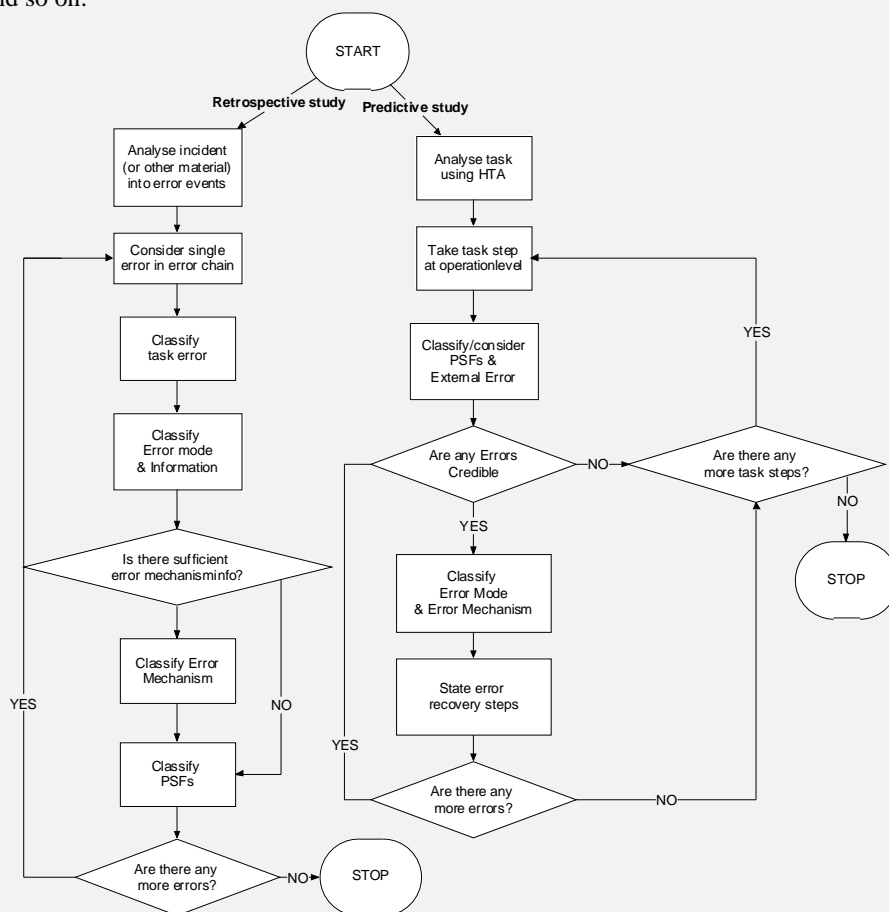 nd so on.
START
Retrospective study
Predictive study
Analyse incident
(or other material)
into error events
Analyse task
using HTA
Consider single
error in error chain
Take task step
at operationlevel
Classify
task error
Classify/consider
PSFs &
External Error
YES
Classify
Error mode
& Information
Are any Errors
Credible
NO
Are there any
more task steps?
NO
YES
STOP
Is there sufficient
error mechanisminfo?
Classify
Error Mode
& Error Mechanism
Classify Error
Mechanism
NO
YES
State error
recovery steps
YES
Classify
PSFs
Are there any
more errors?
NO
Are there any
more errors?
NO
STOP